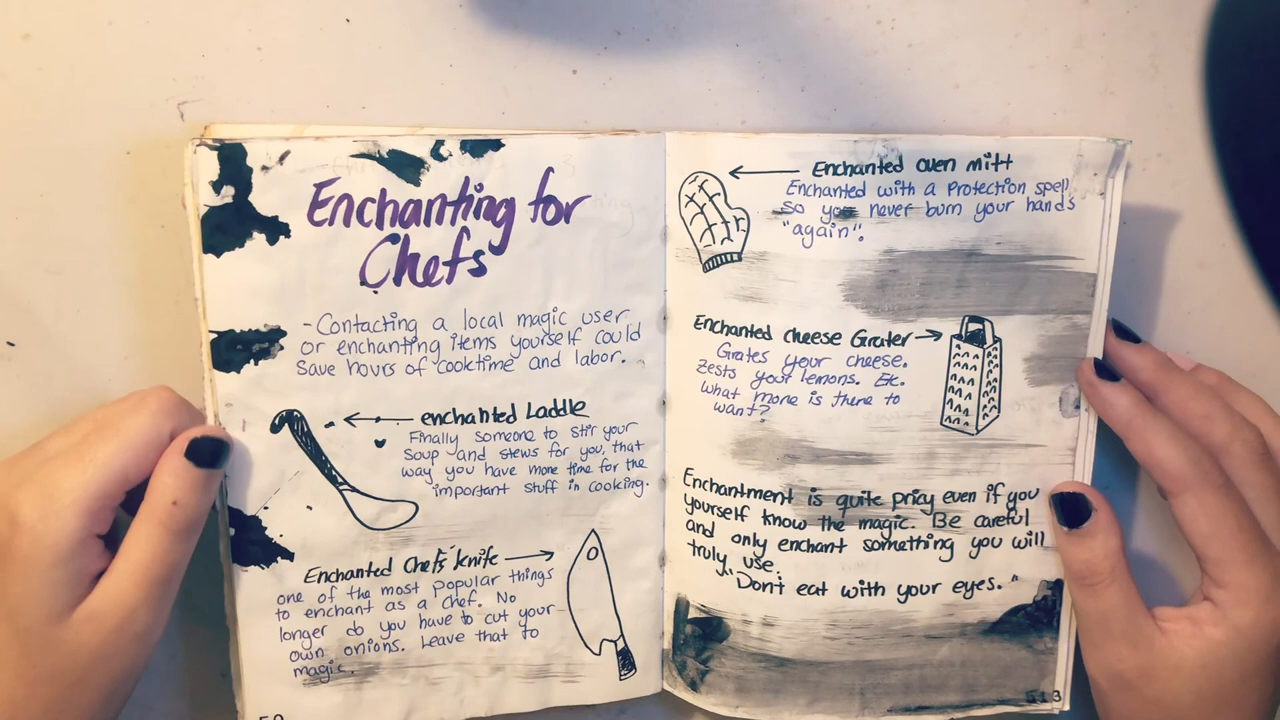 Enchanting for
Chefs
-Contacting a local magic user
or enchanting items yourself could
save hours of cooktime and labor.
enchanted Laddle
Finally someone to stir your
soup and stews for you, that
way you have more time for the
important stuff in cooking.
Enchanted Chefs' knife
one of the most popular things
to enchant as a chef. No
longer do you have to cut your
own onions. Leave that to
magic.
Enchanted oven mitt
Enchanted with a Protection spell
so you never burn your hands
"again".
Enchanted cheese Grater
Grates your cheese.
zests your lemons. Etc.
what more is there to
want?
Enchantment is quite pricy even if you
yourself know the magic. Be careful
and only enchant something you will
truly use.
"Don't eat with your eyes."
513